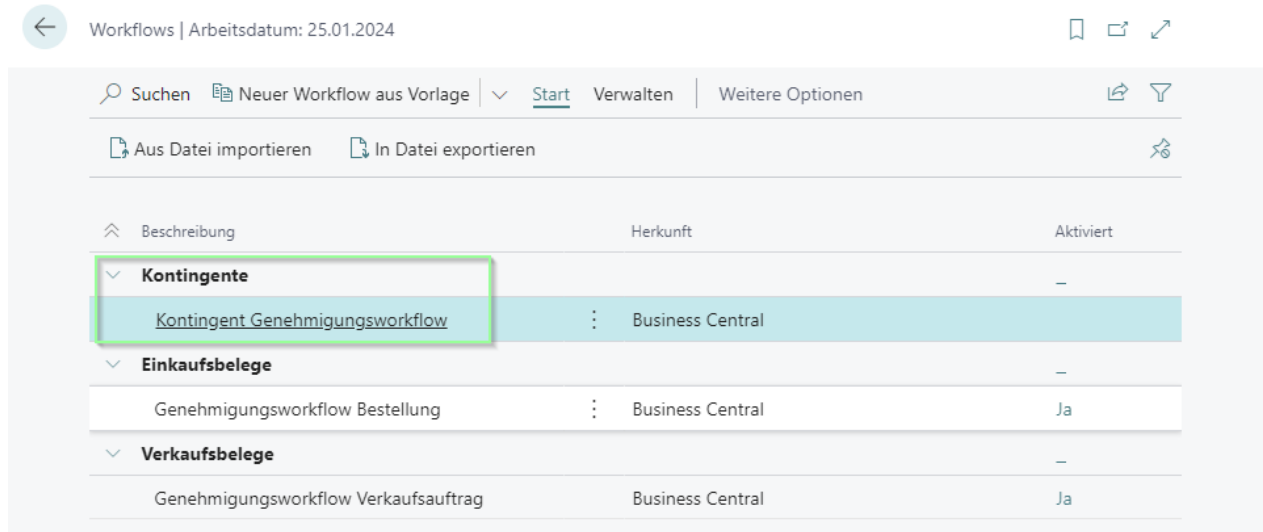 Workflows | Arbeitsdatum: 25.01.2024
Suchen Neuer Workflow aus Vorlage Start Verwalten Weitere Optionen
Aus Datei importieren In Datei exportieren
Beschreibung Herkunft Aktiviert
Kontingente _
Kontingent Genehmigungsworkflow Business Central
Einkaufsbelege _
Genehmigungsworkflow Bestellung Business Central Ja
Verkaufsbelege _
Genehmigungsworkflow Verkaufsauftrag Business Central Ja